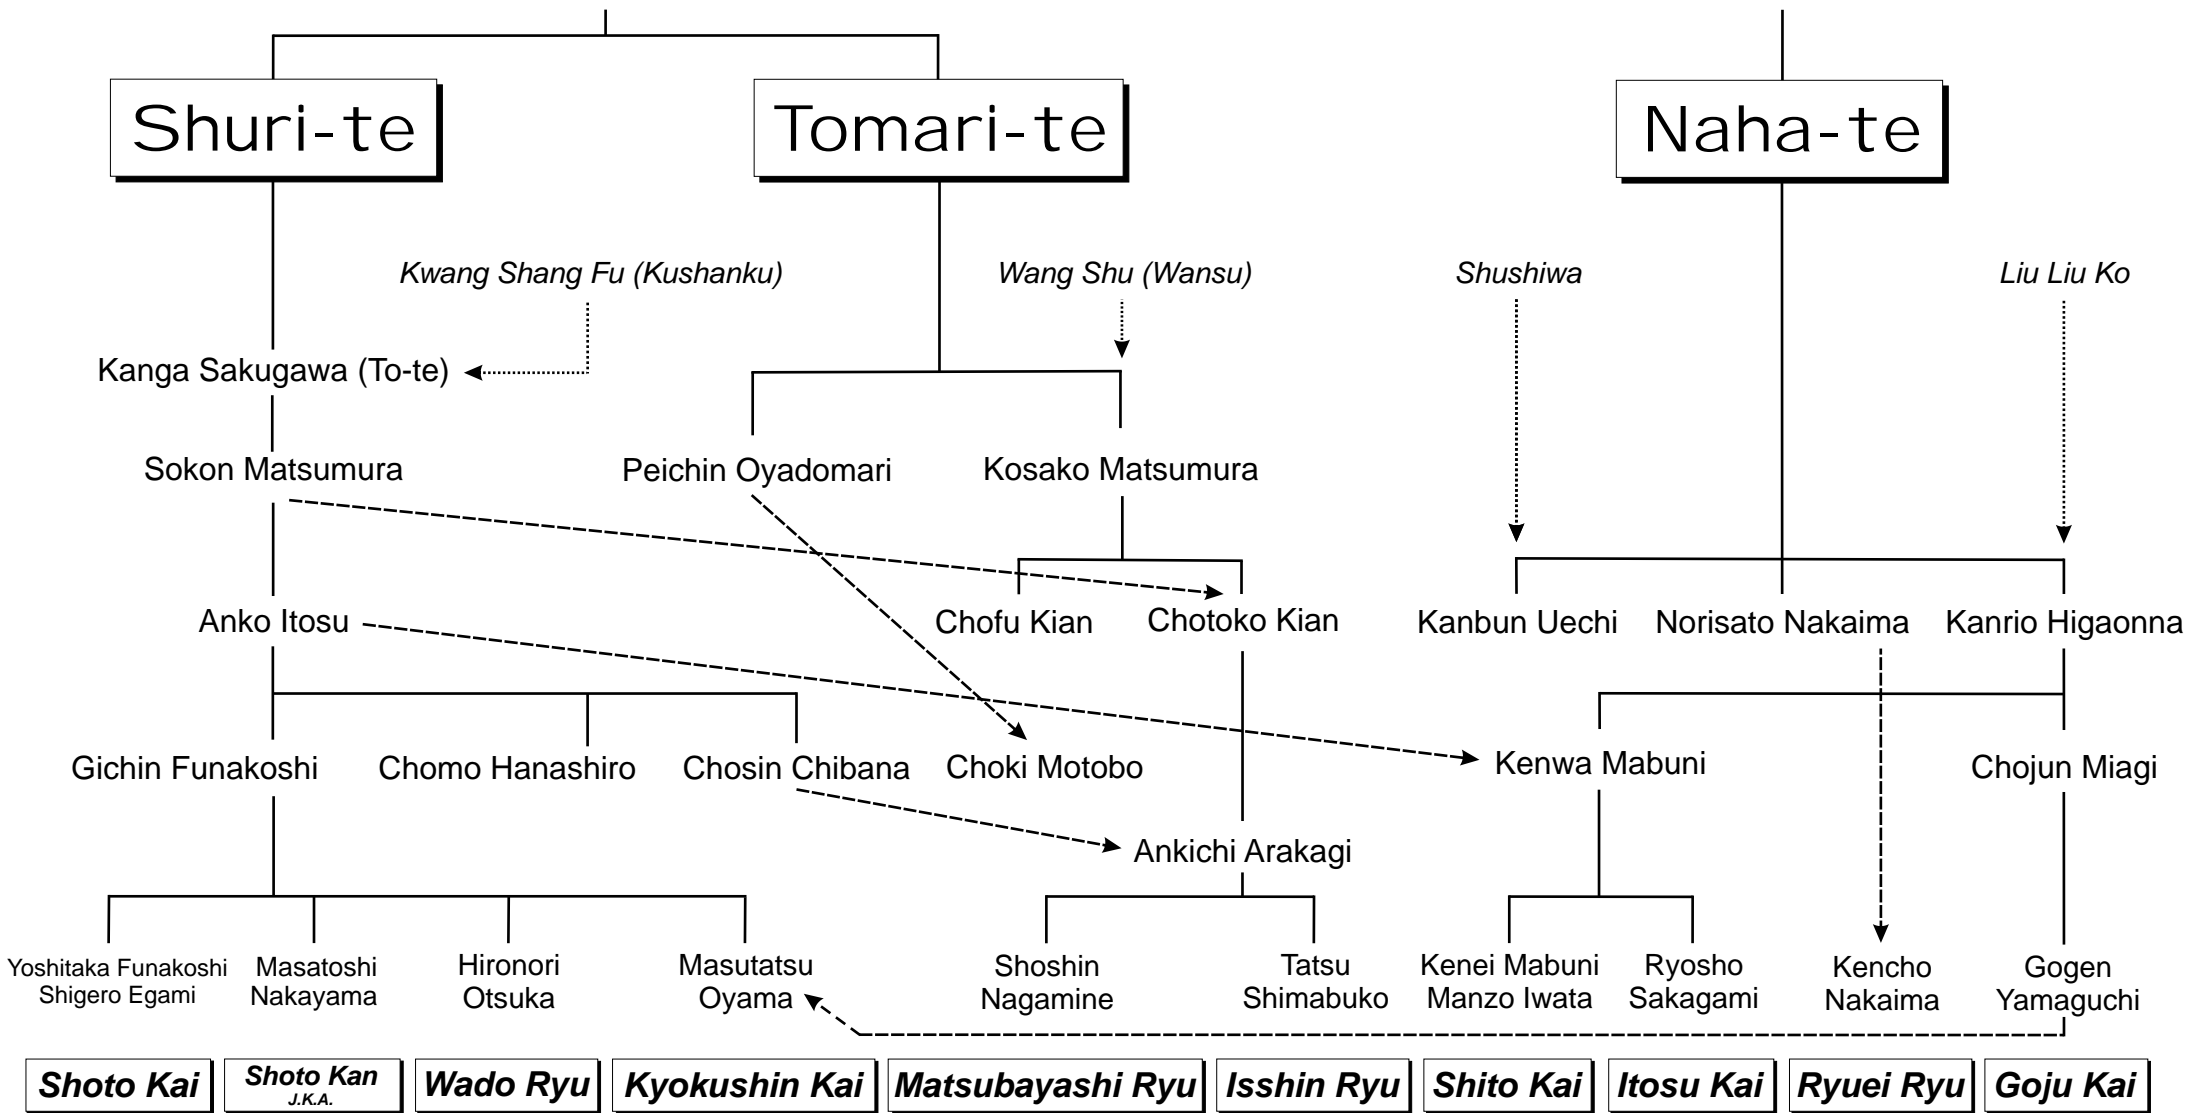 Shuri-te
Tomari-te
Naha-te
Kwang Shang Fu (Kushanku)
Wang Shu (Wansu)
Shushiwa
Liu Liu Ko
Kanga Sakugawa (To-te)
Sokon Matsumura
Peichin Oyadomari
Kosako Matsumura
Anko Itosu
Chofu Kian
Chotoko Kian
Kanbun Uechi
Norisato Nakaima
Kanrio Higaonna
Gichin Funakoshi
Chomo Hanashiro
Chosin Chibana
Choki Motobo
Kenwa Mabuni
Chojun Miagi
Ankichi Arakagi
Yoshitaka Funakoshi
Shigero Egami
Masatoshi
Nakayama
Hironori
Otsuka
Masutatsu
Oyama
Shoshin
Nagamine
Tatsu
Shimabuko
Kenei Mabuni
Manzo Iwata
Ryosho
Sakagami
Kencho
Nakaima
Gogen
Yamaguchi
Shoto Kai
Shoto Kan
J.K.A.
Wado Ryu
Kyokushin Kai
Matsubayashi Ryu
Isshin Ryu
Shito Kai
Itosu Kai
Ryuei Ryu
Goju Kai